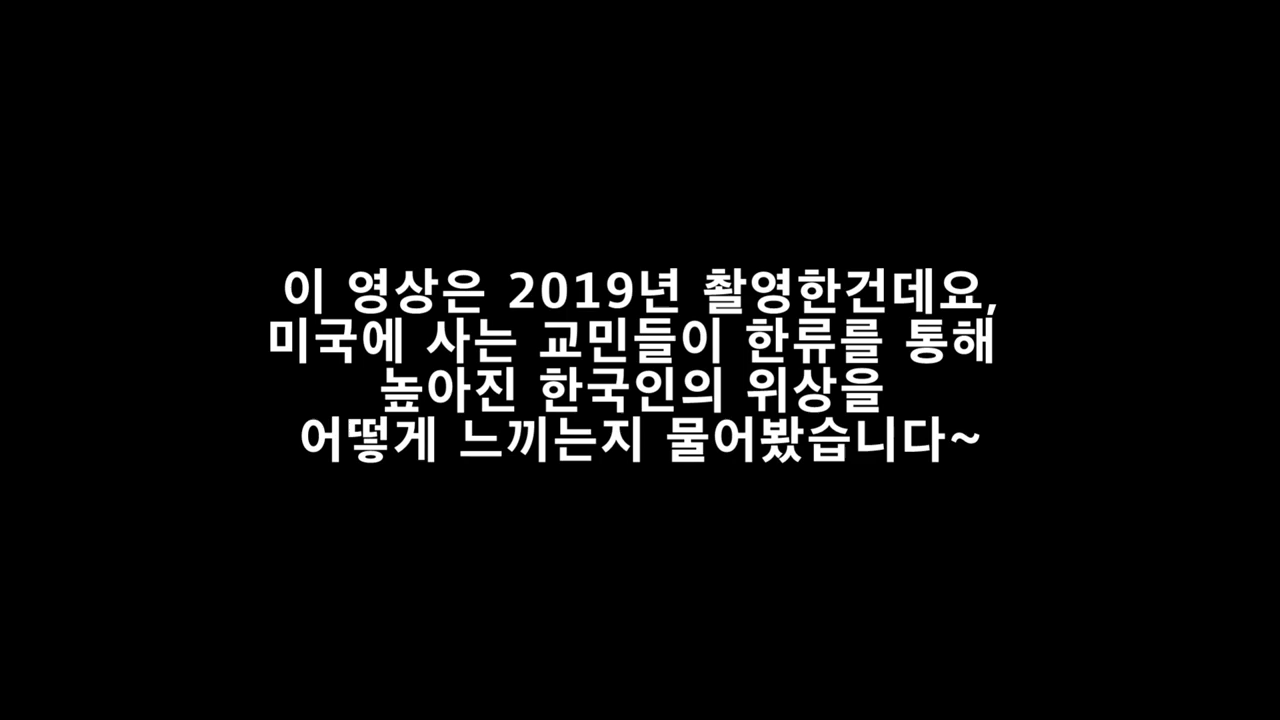 이 영상은 2019년 촬영한건데요,
미국에 사는 교민들이 한류를 통해
높아진 한국인의 위상을
어떻게 느끼는지 물어봤습니다~